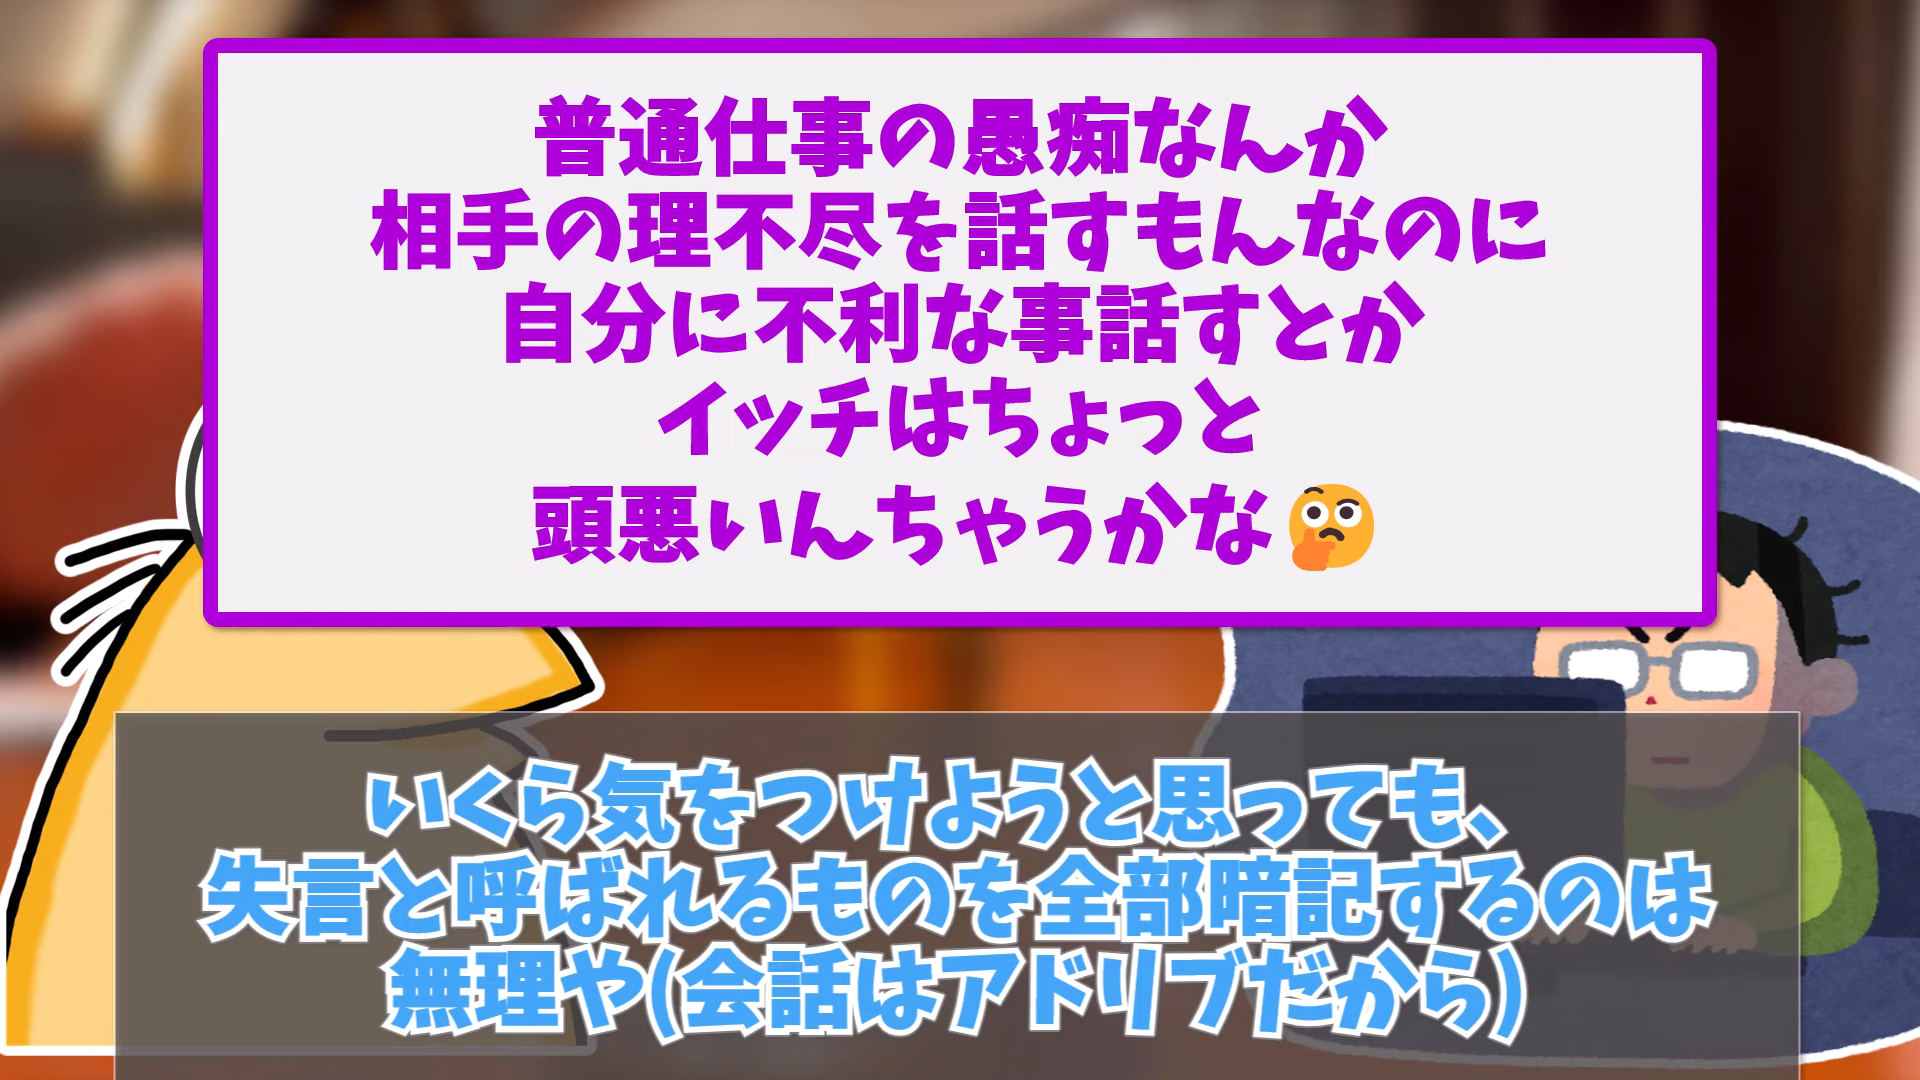 普通仕事の愚痴なんか
相手の理不尽を話すもんなのに
自分に不利な事話すとか
イッチはちょっと
頭悪いんちゃうかな🤔
いくら気をつけようと思っても、
失言と呼ばれるものを全部暗記するのは
無理や(会話はアドリブだから)